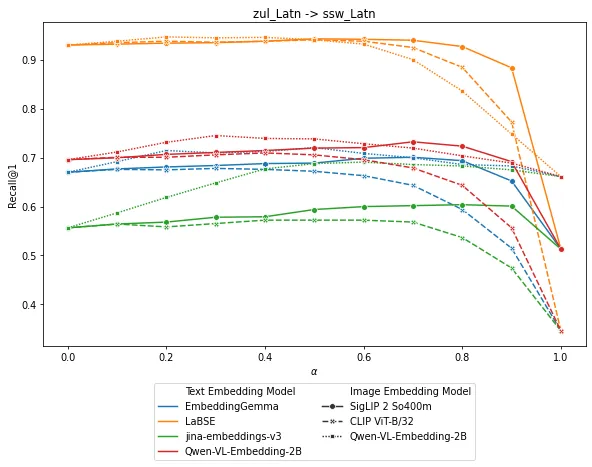 zul_Latn -> ssw_Latn
Recall@1
0.9
0.8
0.7
0.6
0.5
0.4
0.0 0.2 0.4 0.6 0.8 1.0
α
Text Embedding Model Image Embedding Model
EmbeddingGemma SigLIP 2 So400m
LaBSE CLIP ViT-B/32
jina-embeddings-v3 Qwen-VL-Embedding-2B
Qwen-VL-Embedding-2B